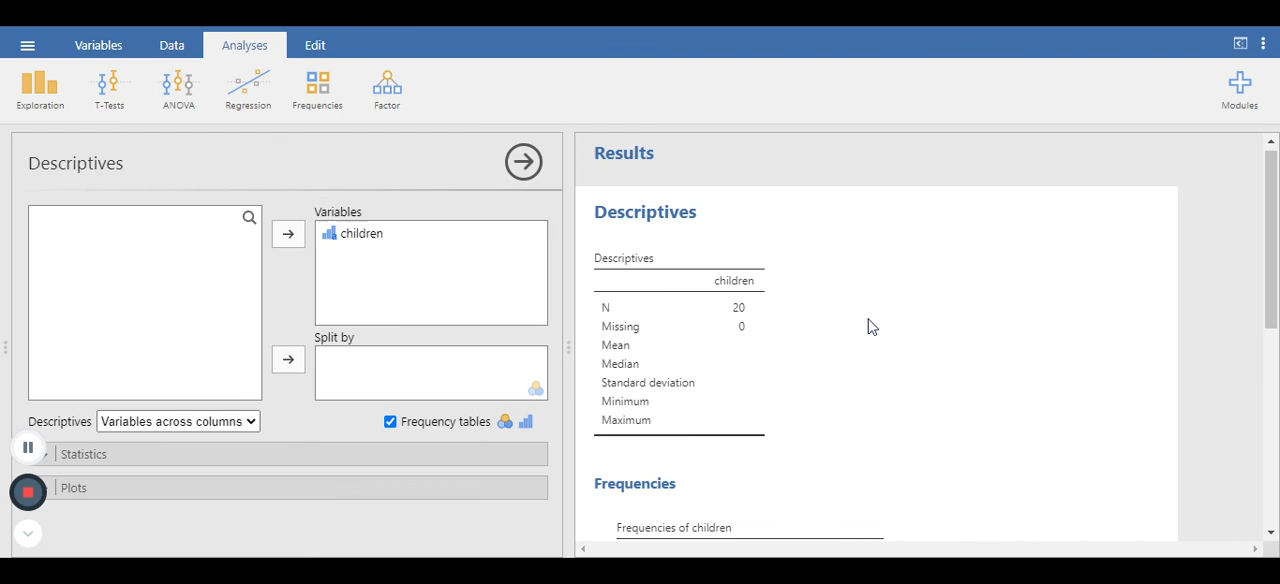 Variables Data Analyses Edit
Exploration T-Tests ANOVA Regression Frequencies Factor Modules
Descriptives
Variables
children
Split by
Descriptives Variables across columns Frequency tables
Statistics
Plots
Results
Descriptives
Descriptives
children
N 20
Missing 0
Mean
Median
Standard deviation
Minimum
Maximum
Frequencies
Frequencies of children